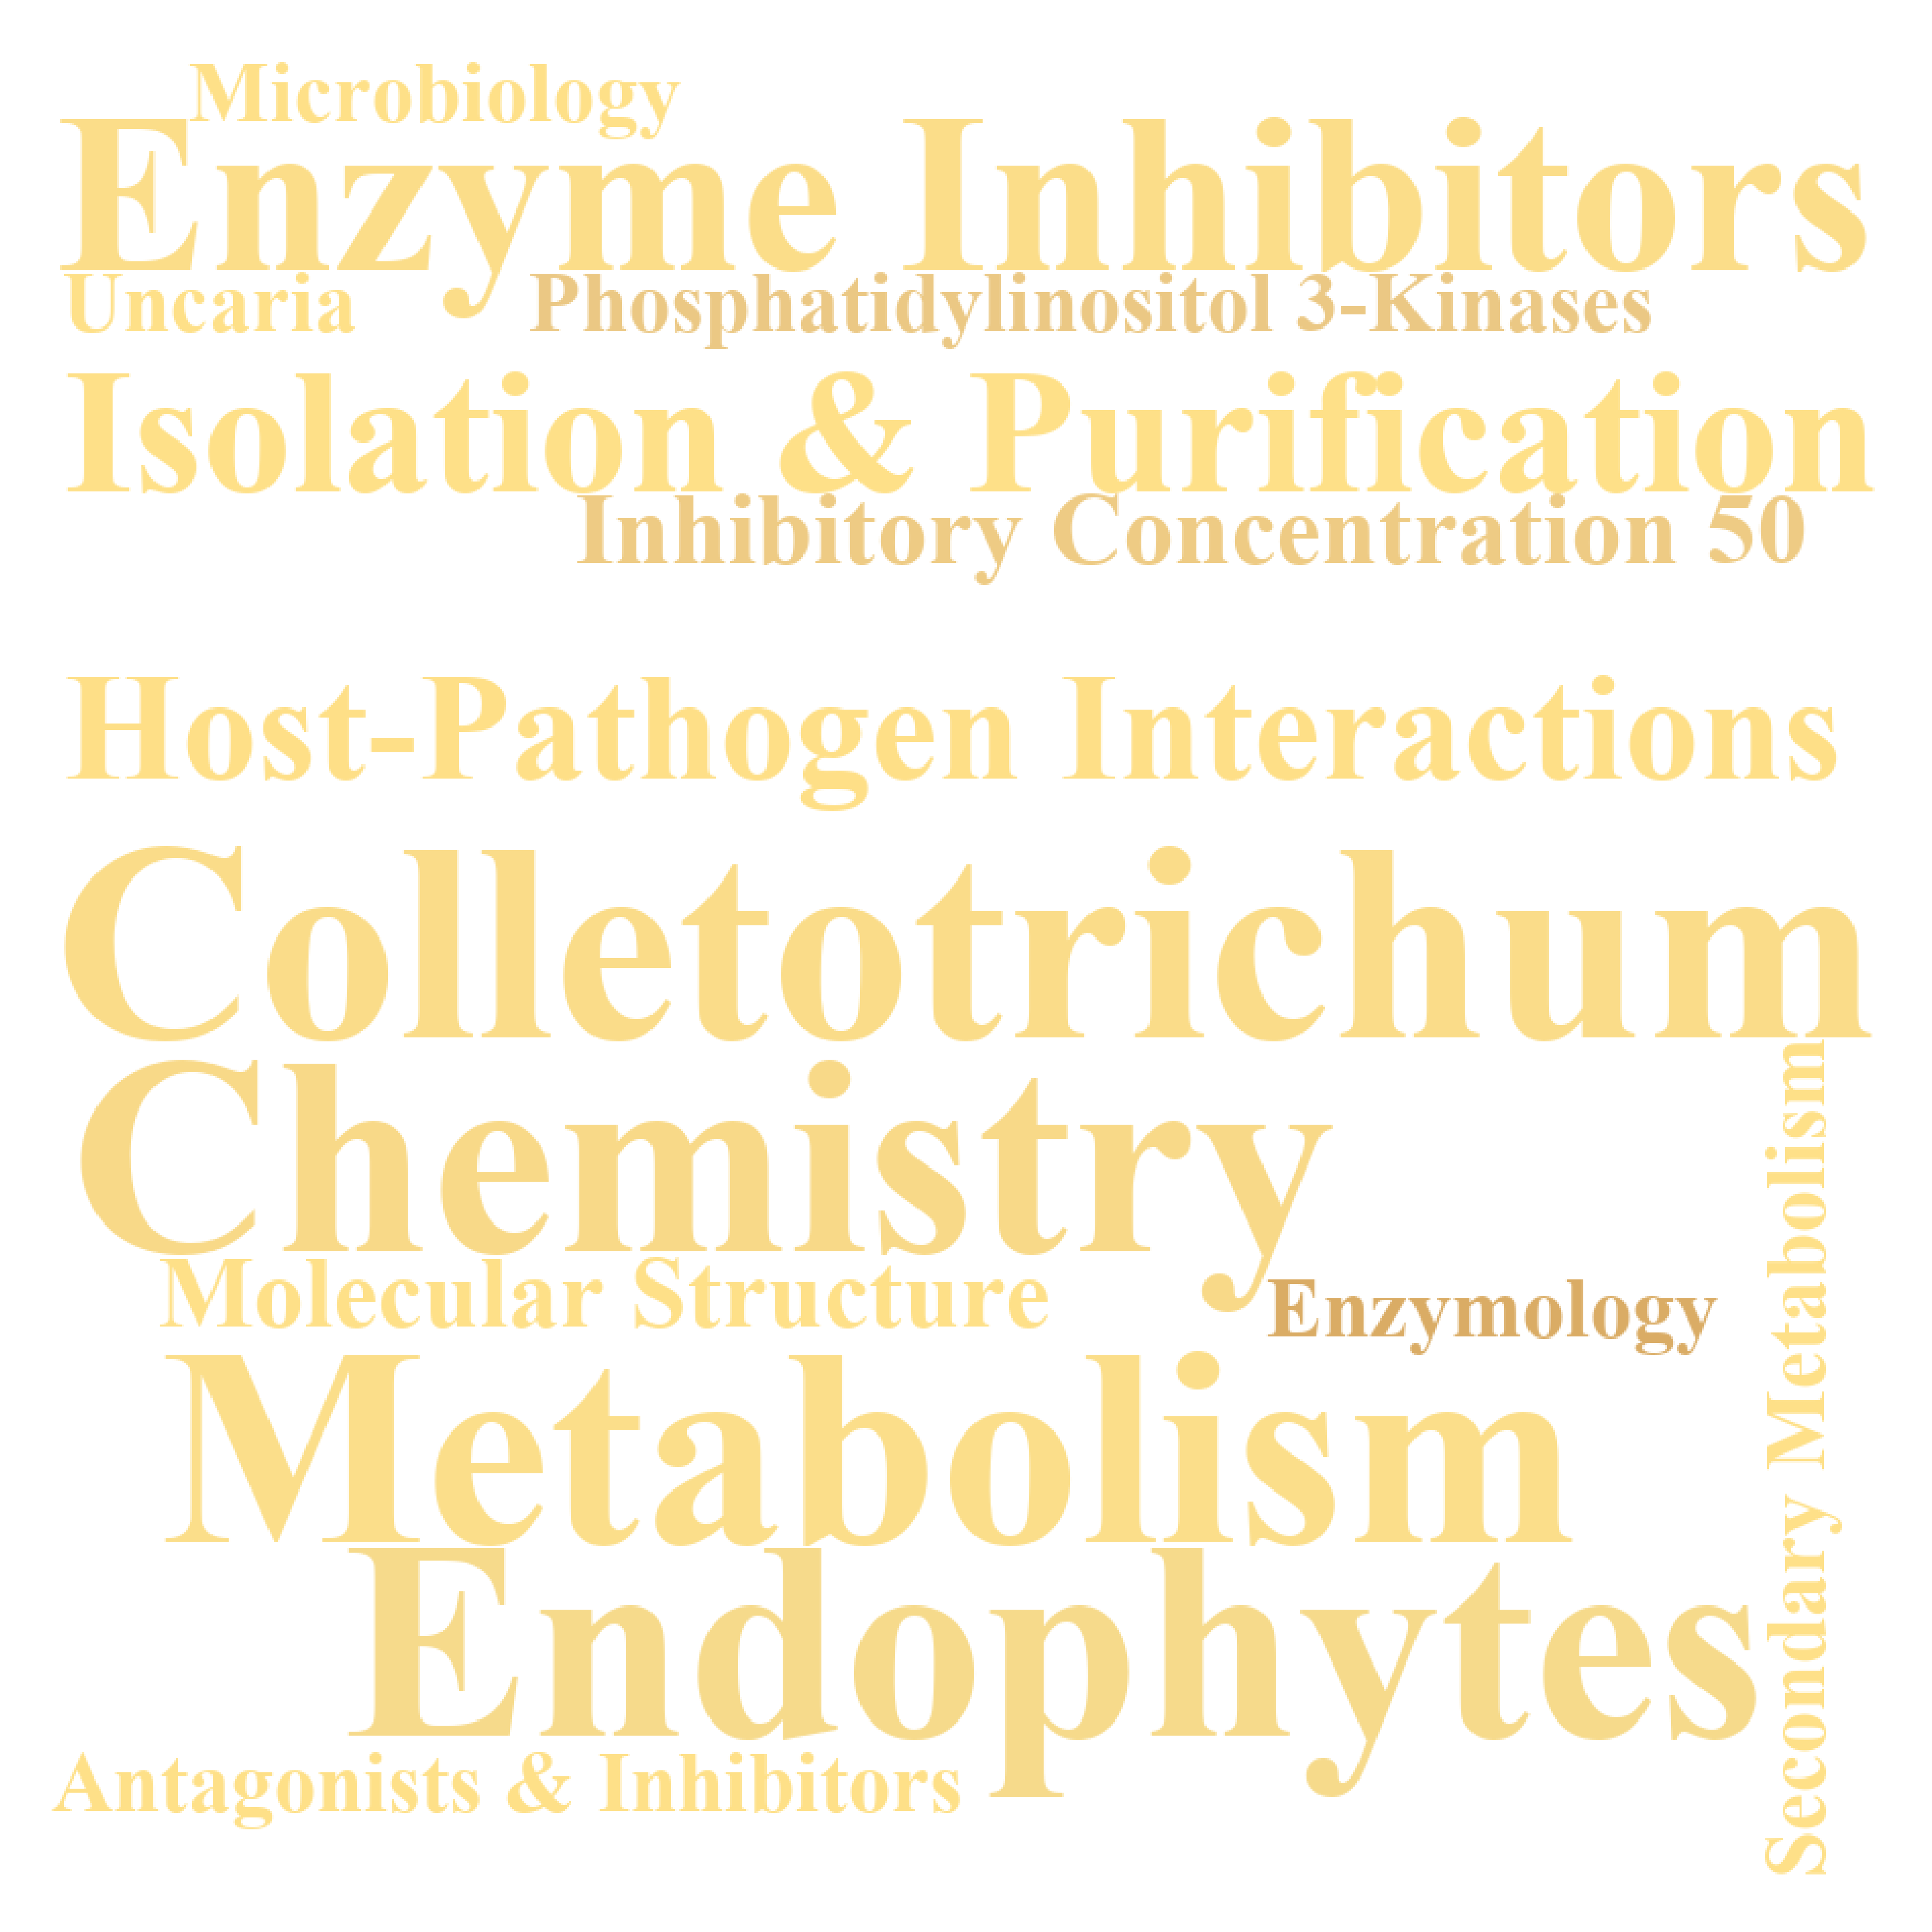 Microbiology
Enzyme Inhibitors
Uncaria
Phosphatidylinositol 3-Kinases
Isolation & Purification
Inhibitory Concentration 50
Host-Pathogen Interactions
Colletotrichum
Chemistry
Molecular Structure
Enzymology
Metabolism
Endophytes
Antagonists & Inhibitors
Secondary Metabolism